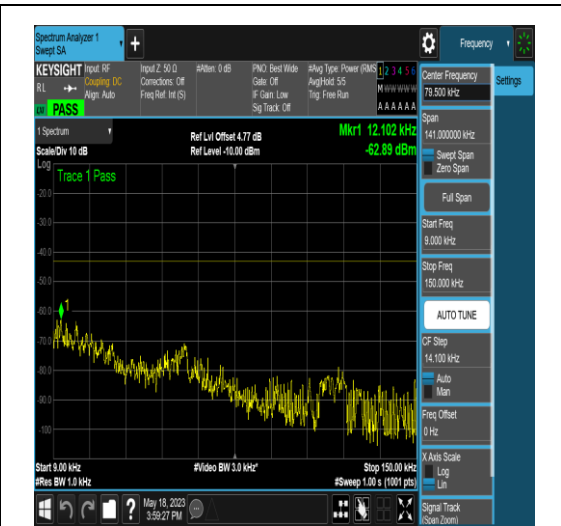 Spectrum Analyzer 1
Swept SA
+
Frequency
KEYSIGHT
RL
PASS
Input: RF
Coupling: DC
Align: Auto
Input Z: 50 Ω
Corrections: Off
Freq Ref: Int (S)
#Atten: 0 dB
PNO: Best Wide
Gate: Off
IF Gain: Low
Sig Track: Off
#Avg Type: Power (RMS
Avg|Hold: 5/5
Trig: Free Run
1 2 3 4 5 6
M W W W W W
A A A A A A
1 Spectrum
Scale/Div 10 dB
Ref Lvl Offset 4.77 dB
Ref Level -10.00 dBm
Mkr1 12.102 kHz
-62.89 dBm
Log
Trace 1 Pass
-20.0
-30.0
-40.0
-50.0
-60.0
-70.0
-80.0
-90.0
-100
1
Start 9.00 kHz
#Res BW 1.0 kHz
#Video BW 3.0 kHz*
Stop 150.00 kHz
#Sweep 1.00 s (1001 pts)
?
May 18, 2023
3:59:27 PM
Center Frequency
79.500 kHz
Settings
Span
141.000000 kHz
Swept Span
Zero Span
Full Span
Start Freq
9.000 kHz
Stop Freq
150.000 kHz
AUTO TUNE
CF Step
14.100 kHz
Auto
Man
Freq Offset
0 Hz
X Axis Scale
Log
Lin
Signal Track
(Span Zoom)